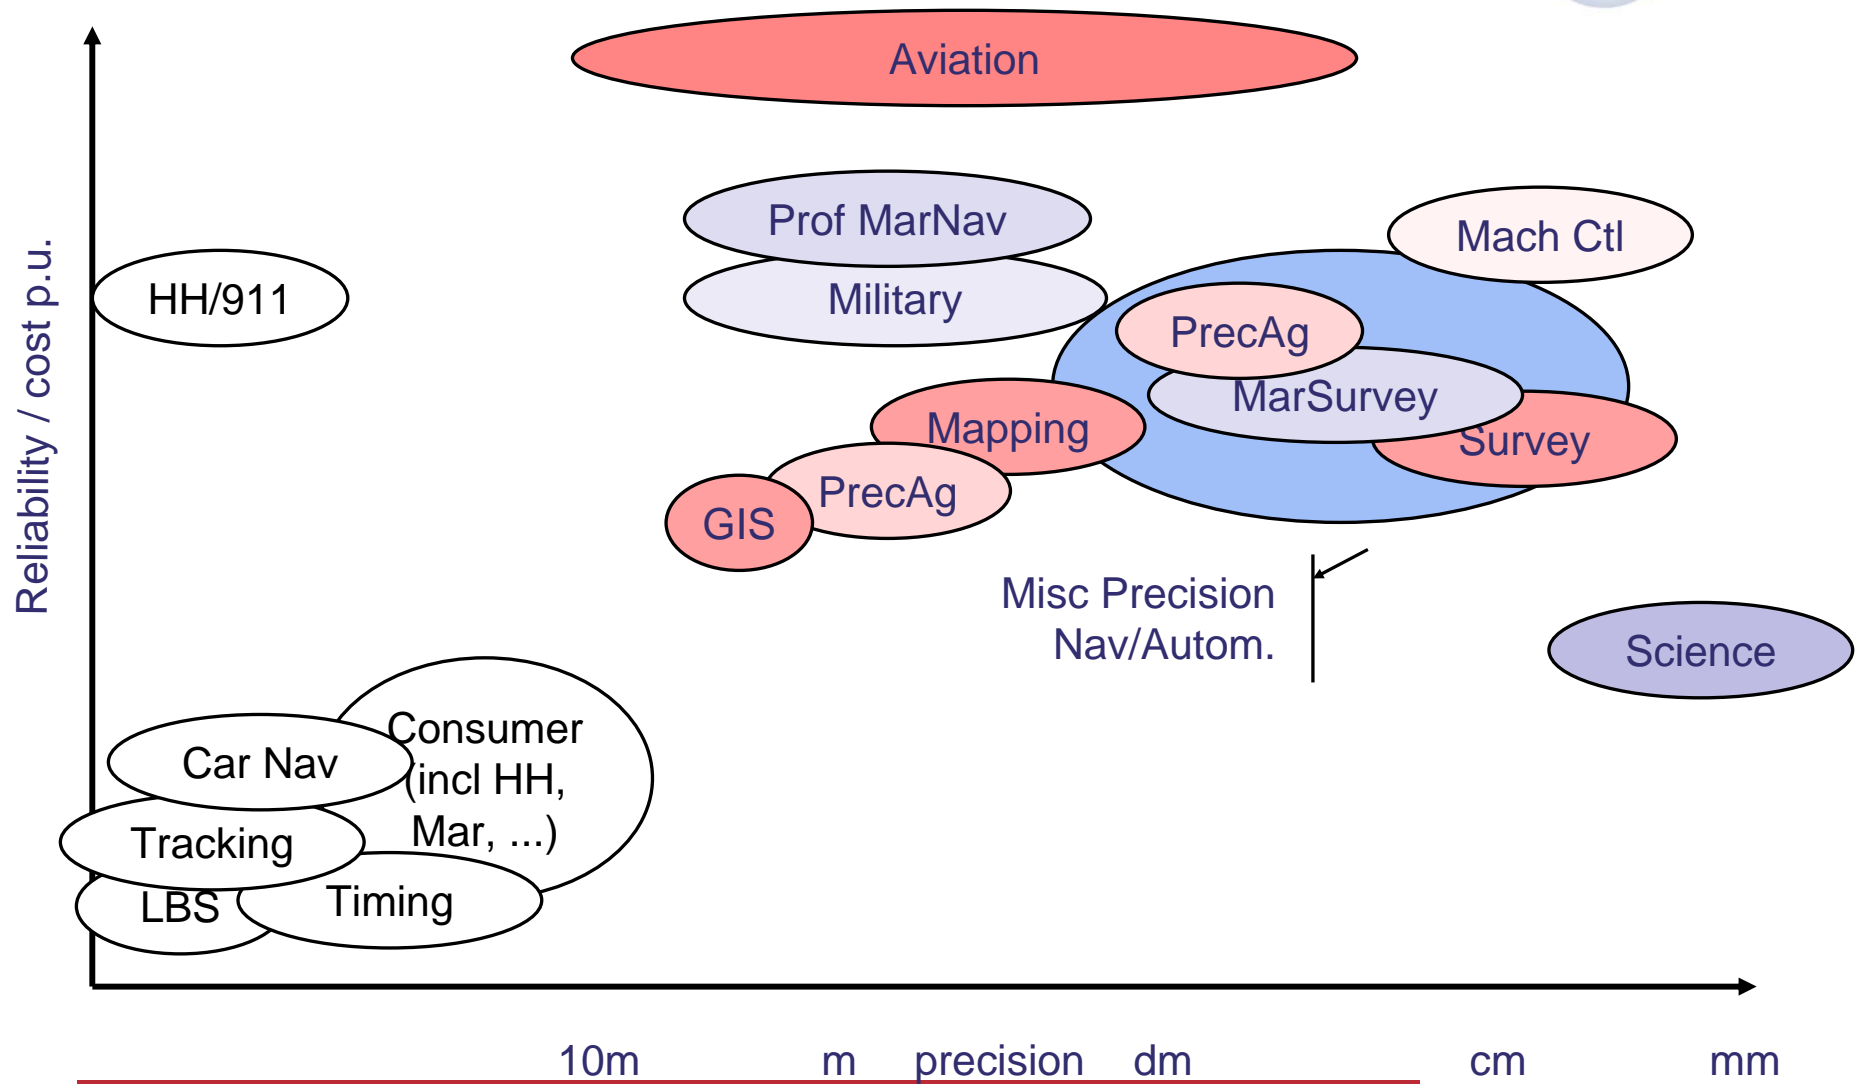 Aviation
Prof MarNav
Mach Ctl
HH/911
Military
PrecAg
MarSurvey
Mapping
Survey
PrecAg
GIS
Misc Precision
Nav/Autom.
Science
Reliability / cost p.u.
Consumer
(incl HH,
Mar, ...)
Car Nav
Tracking
Timing
LBS
10m m precision dm cm mm